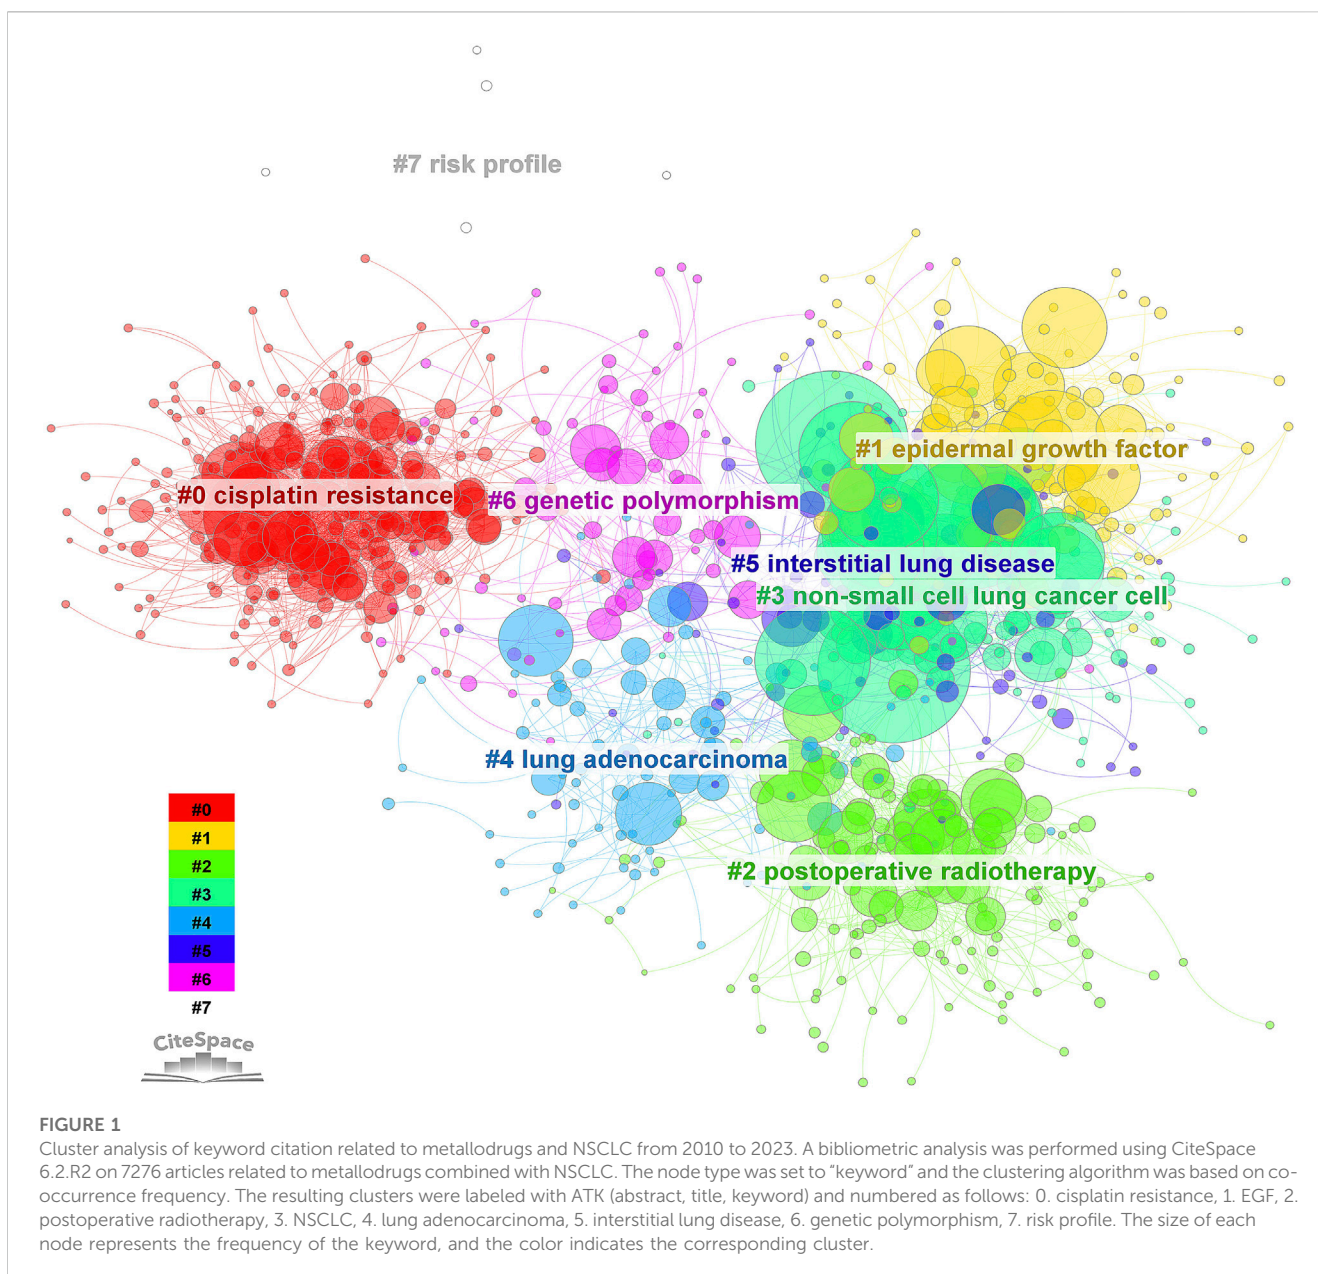 #7 risk profile
#1 epidermal growth factor
#0 cisplatin resistance
#6 genetic polymorphism
#5 interstitial lung disease
#3 non-small cell lung cancer cell
#4 lung adenocarcinoma
#2 postoperative radiotherapy
#0
#1
#2
#3
#4
#5
#6
#7
CiteSpace
FIGURE 1
Cluster analysis of keyword citation related to metallodrugs and NSCLC from 2010 to 2023. A bibliometric analysis was performed using CiteSpace
6.2.R2 on 7276 articles related to metallodrugs combined with NSCLC. The node type was set to “keyword” and the clustering algorithm was based on co-
occurrence frequency. The resulting clusters were labeled with ATK (abstract, title, keyword) and numbered as follows: 0. cisplatin resistance, 1. EGF, 2.
postoperative radiotherapy, 3. NSCLC, 4. lung adenocarcinoma, 5. interstitial lung disease, 6. genetic polymorphism, 7. risk profile. The size of each
node represents the frequency of the keyword, and the color indicates the corresponding cluster.